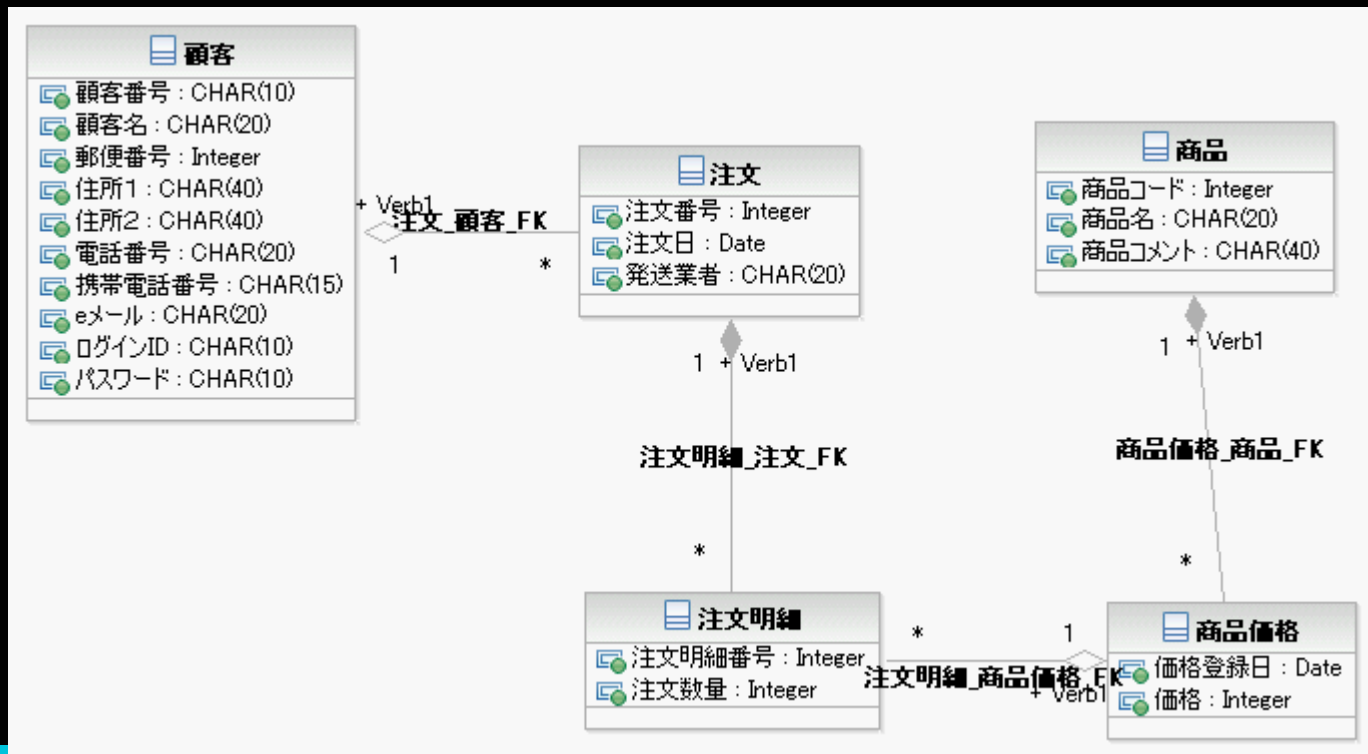 顧客
顧客番号 : CHAR(10)
顧客名 : CHAR(20)
郵便番号 : Integer
住所1 : CHAR(40)
住所2 : CHAR(40)
電話番号 : CHAR(20)
携帯電話番号 : CHAR(15)
eメール : CHAR(20)
ログインID : CHAR(10)
パスワード : CHAR(10)
+ Verb1
注文_顧客_FK
1
*
注文
注文番号 : Integer
注文日 : Date
発送業者 : CHAR(20)
商品
商品コード : Integer
商品名 : CHAR(20)
商品コメント : CHAR(40)
1 + Verb1
注文明細_注文_FK
*
1 + Verb1
商品価格_商品_FK
*
注文明細
注文明細番号 : Integer
注文数量 : Integer
*
1
注文明細_商品価格_FK
+ Verb1
商品価格
価格登録日 : Date
価格 : Integer